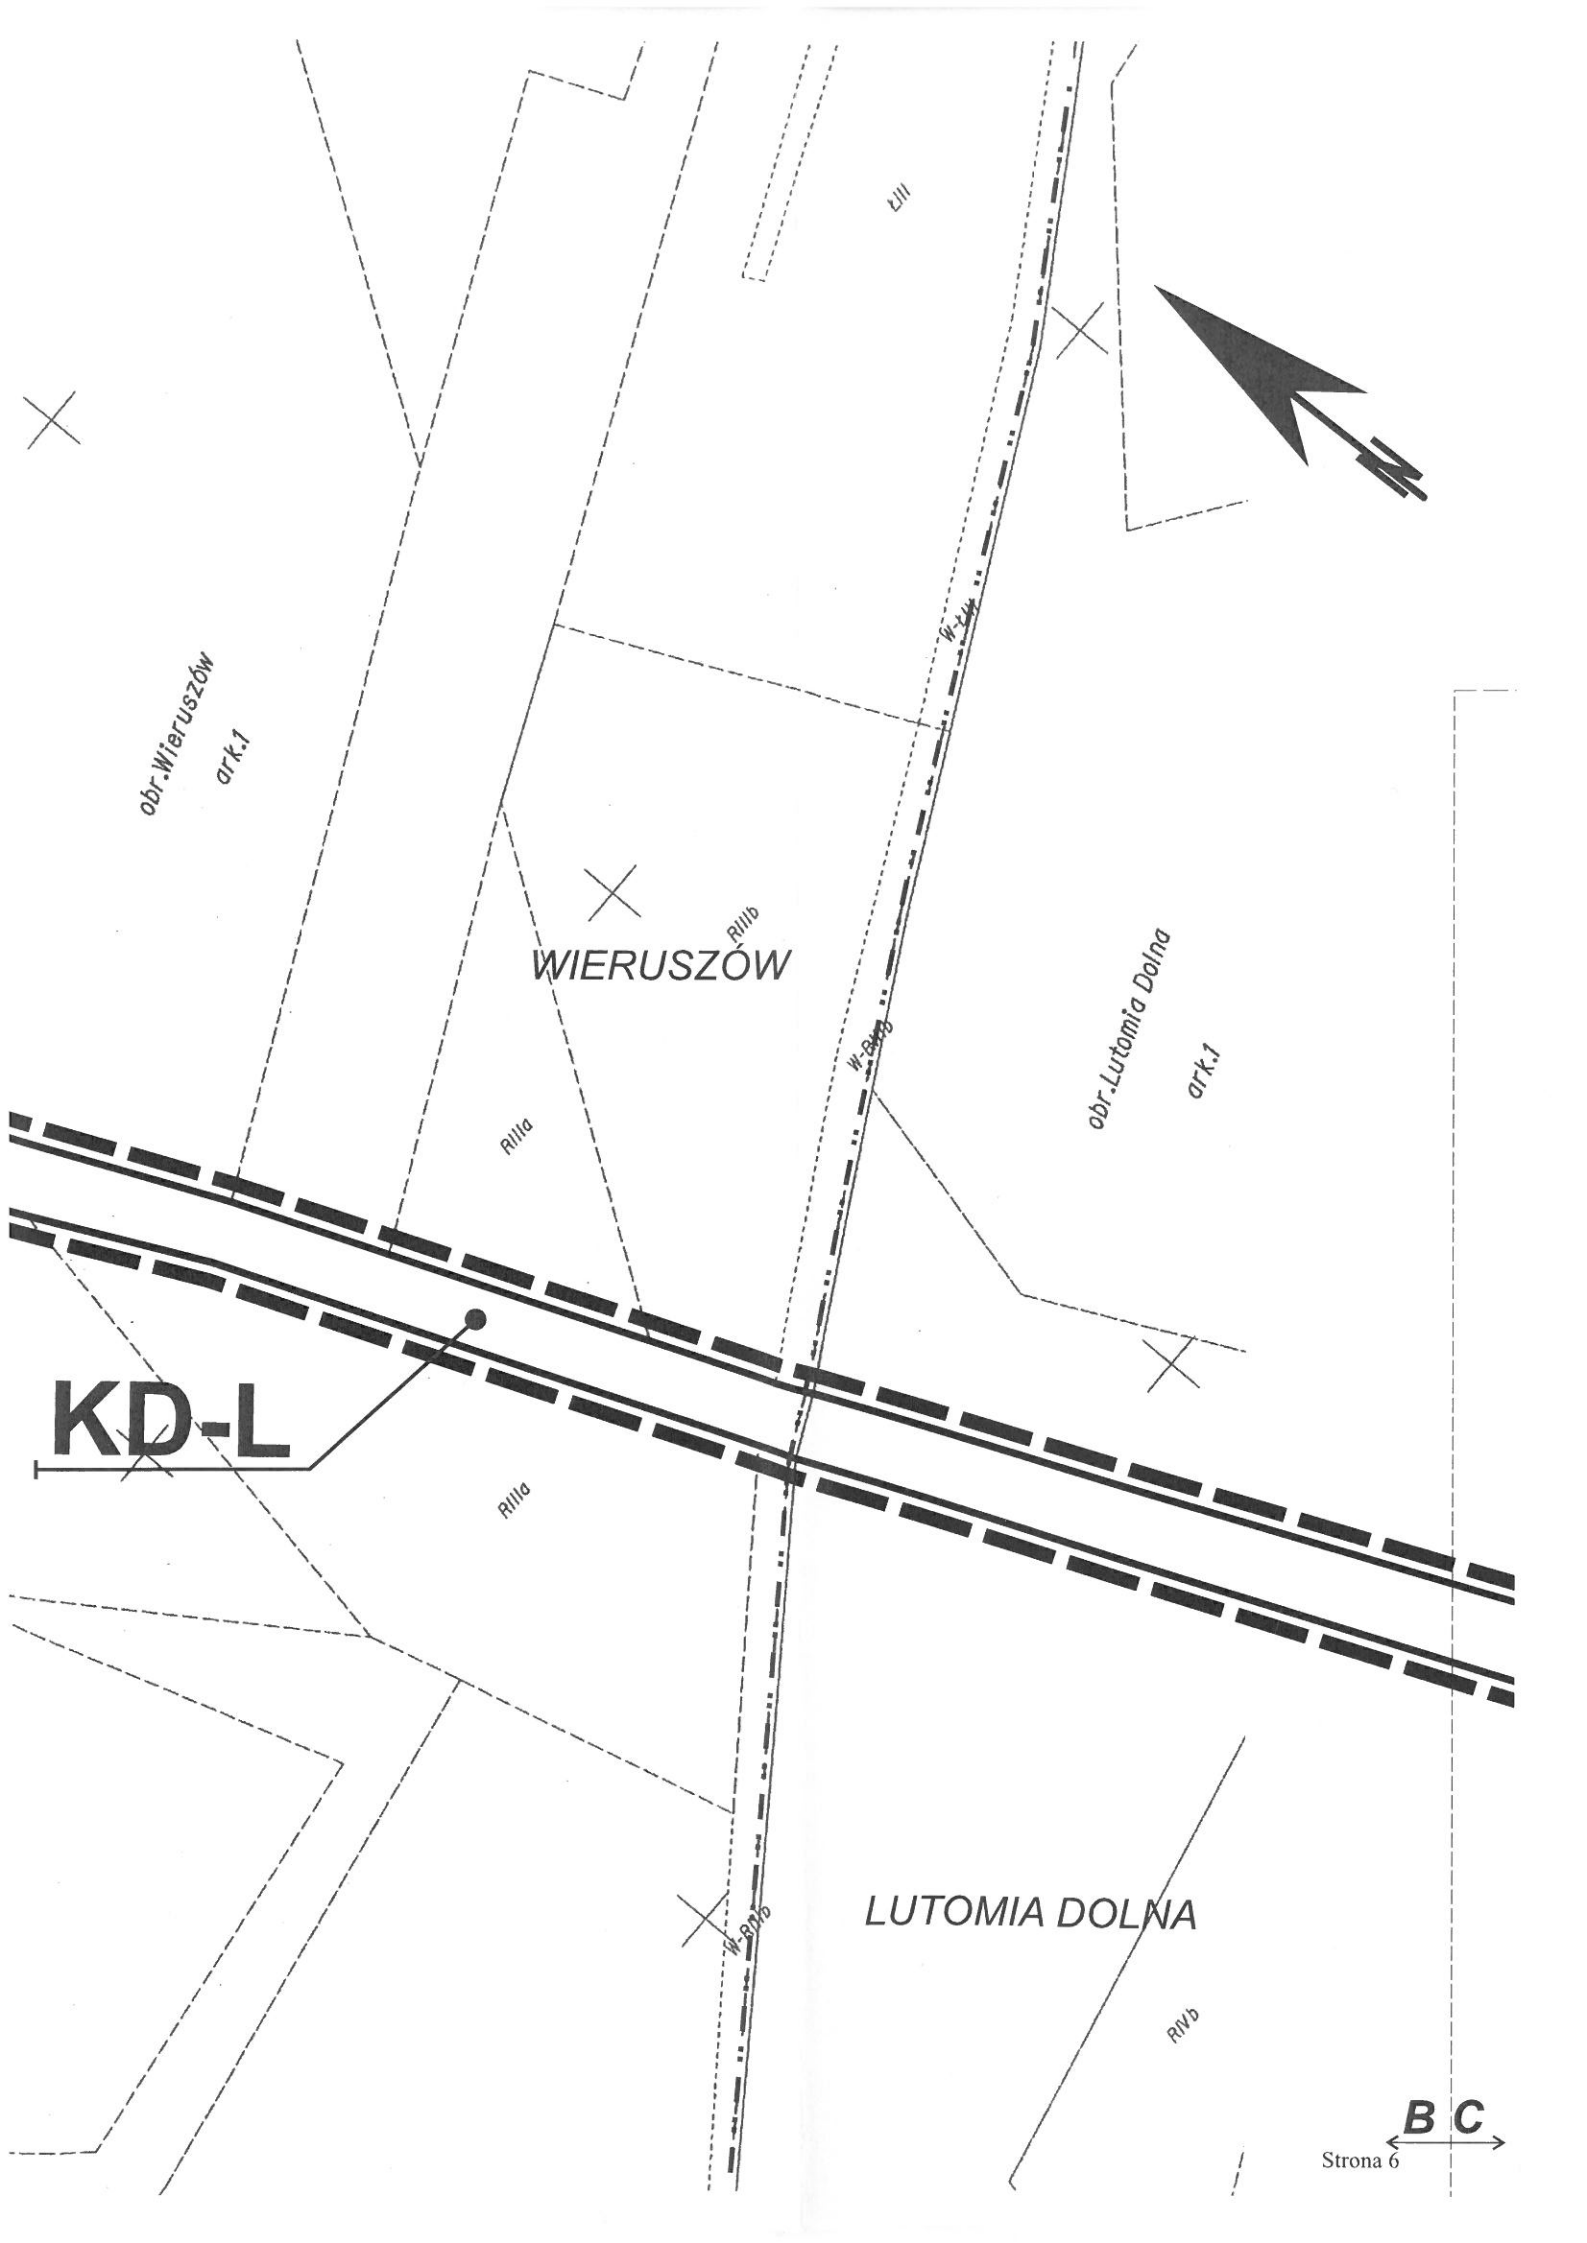 ŁIII
N
W-ŁIII
obr.Wieruszów
ark.1
RIIIb
WIERUSZÓW
obr.Lutomia Dolna
ark.1
RIIIa
KD-L
RIIIa
LUTOMIA DOLNA
RIVb
B C
Strona 6